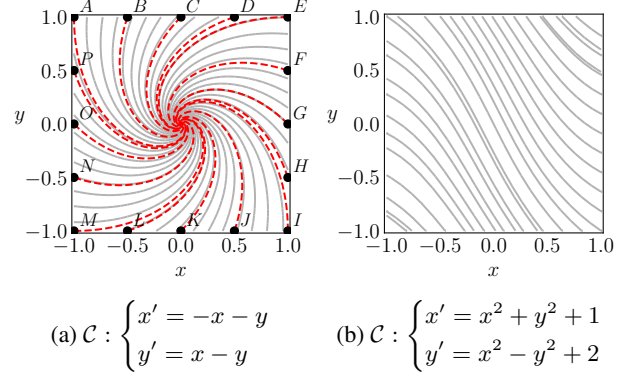 A B C D E
1.0
P F
0.5
O G
y 0.0
N H
−0.5
M L K J I
−1.0
−1.0 −0.5 0.0 0.5 1.0
x
(a) C : { x′ = −x − y
y′ = x − y
1.0
0.5
y 0.0
−0.5
−1.0
−1.0 −0.5 0.0 0.5 1.0
x
(b) C : { x′ = x² + y² + 1
y′ = x² − y² + 2